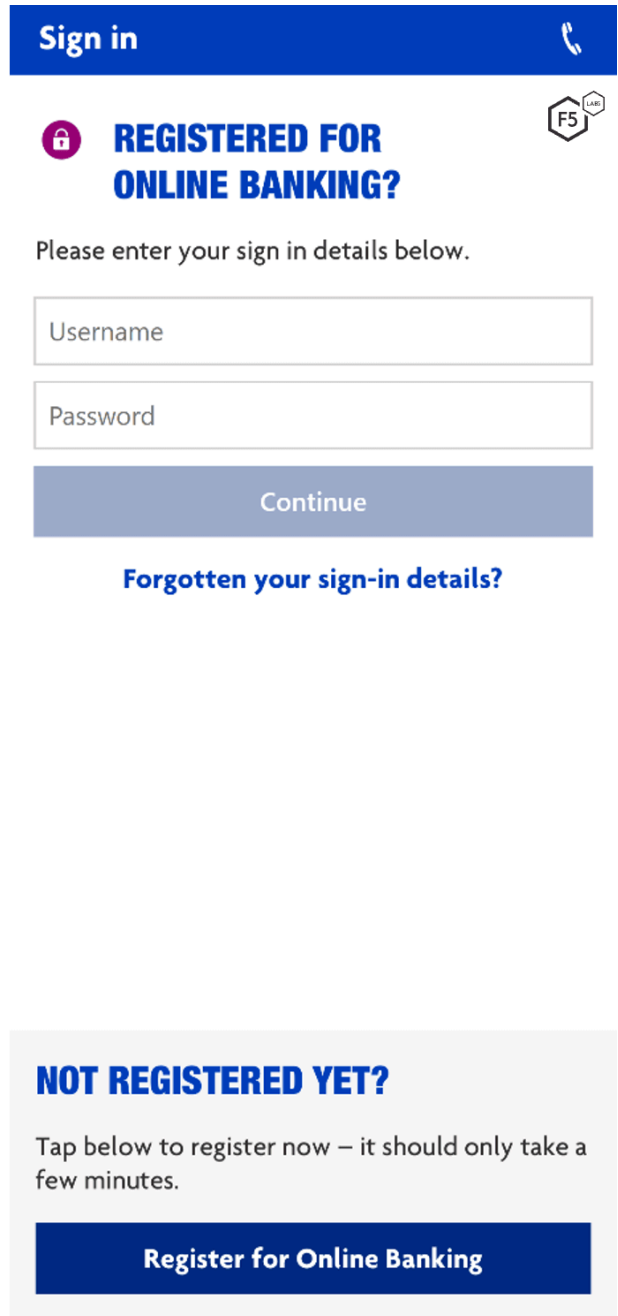 Sign in
F5 LABS
REGISTERED FOR
ONLINE BANKING?
Please enter your sign in details below.
Username
Password
Continue
Forgotten your sign-in details?
NOT REGISTERED YET?
Tap below to register now – it should only take a
few minutes.
Register for Online Banking